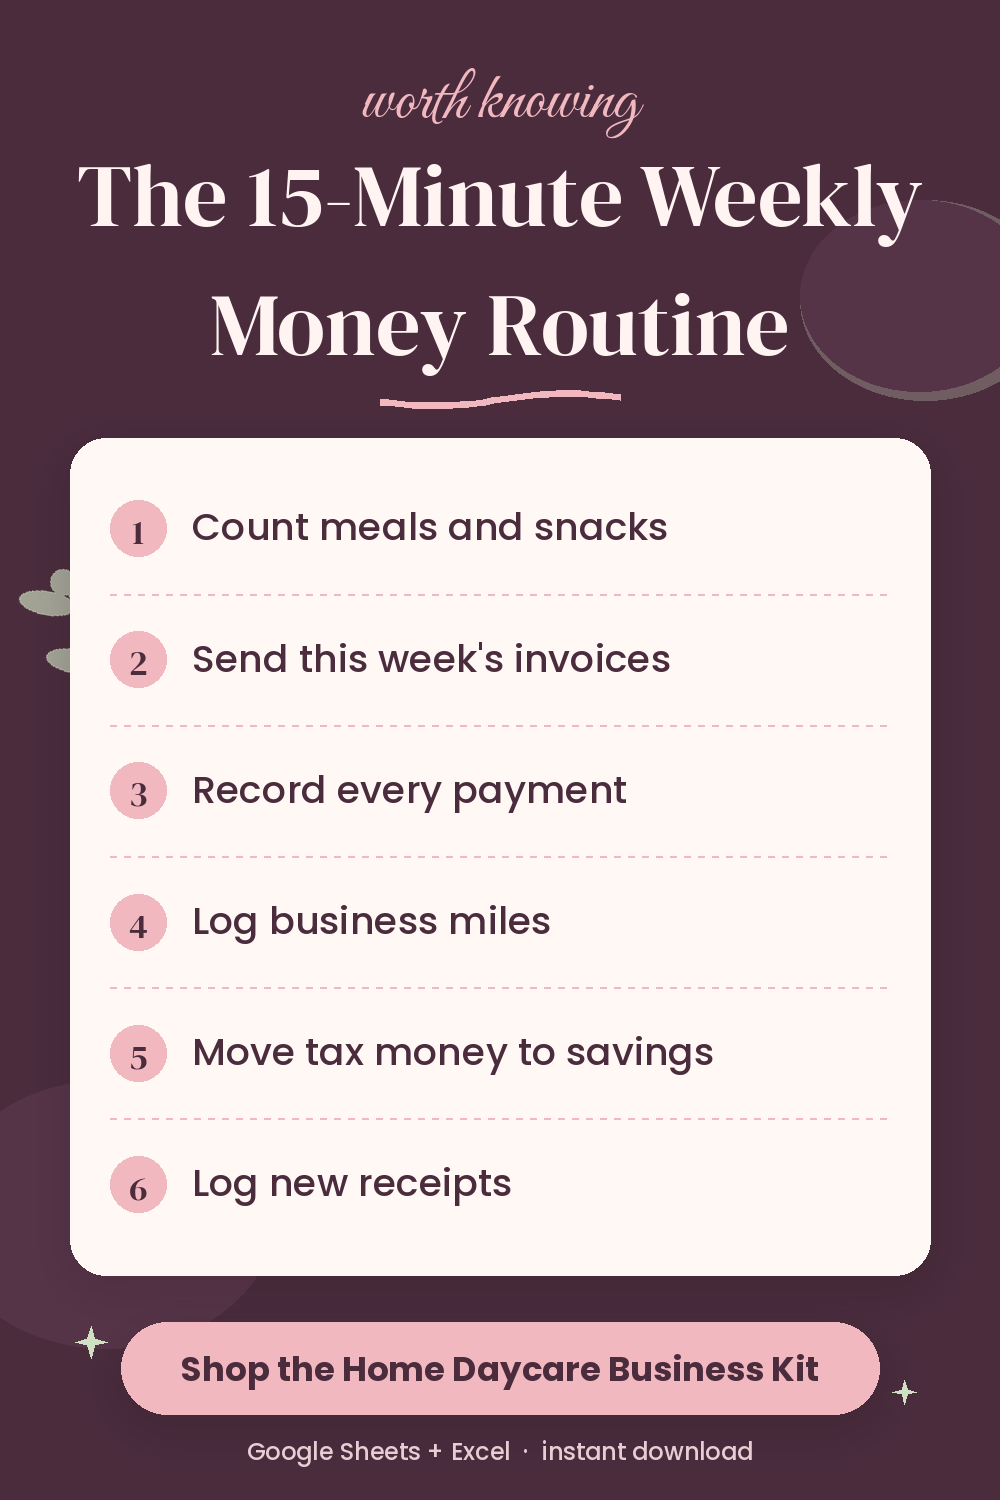 worth knowing
The 15-Minute Weekly
Money Routine
1 Count meals and snacks
2 Send this week's invoices
3 Record every payment
4 Log business miles
5 Move tax money to savings
6 Log new receipts
Shop the Home Daycare Business Kit
Google Sheets + Excel · instant download